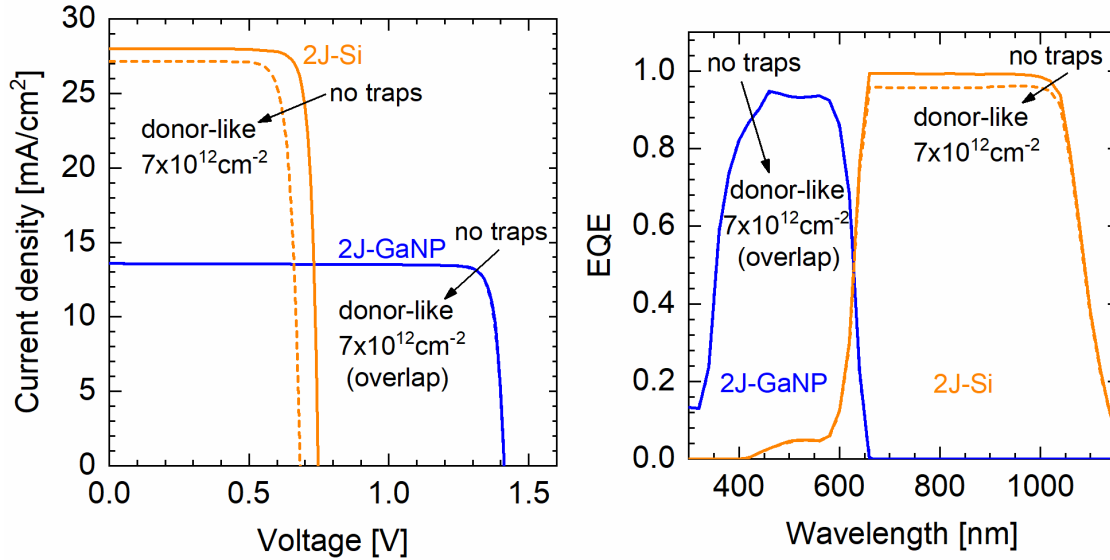 30
25
20
15
10
5
0
Current density [mA/cm²]
2J-Si
no traps
donor-like
7x10¹²cm⁻²
2J-GaNP
no traps
donor-like
7x10¹²cm⁻²
(overlap)
0.0 0.5 1.0 1.5
Voltage [V]
1.0
0.8
0.6
0.4
0.2
0.0
EQE
no traps
donor-like
7x10¹²cm⁻²
(overlap)
no traps
donor-like
7x10¹²cm⁻²
2J-GaNP
2J-Si
400 600 800 1000
Wavelength [nm]